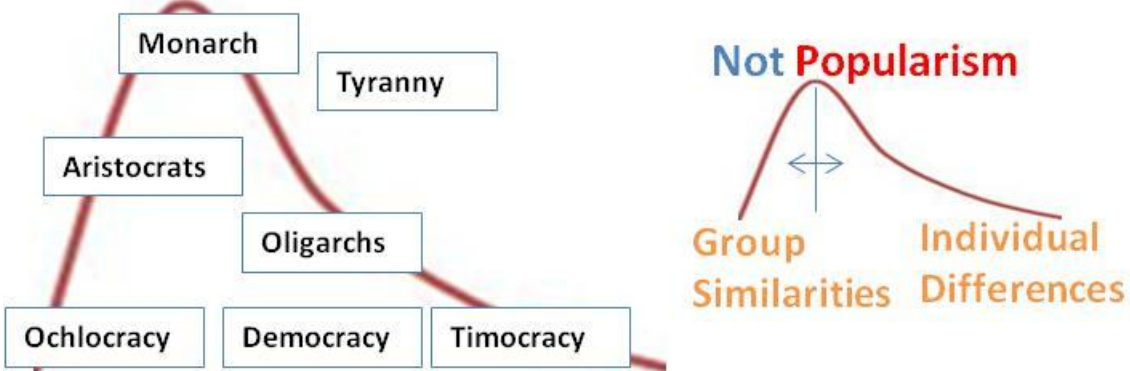 Monarch
Tyranny
Aristocrats
Oligarchs
Ochlocracy
Democracy
Timocracy
Not Popularism
Group
Similarities
Individual
Differences